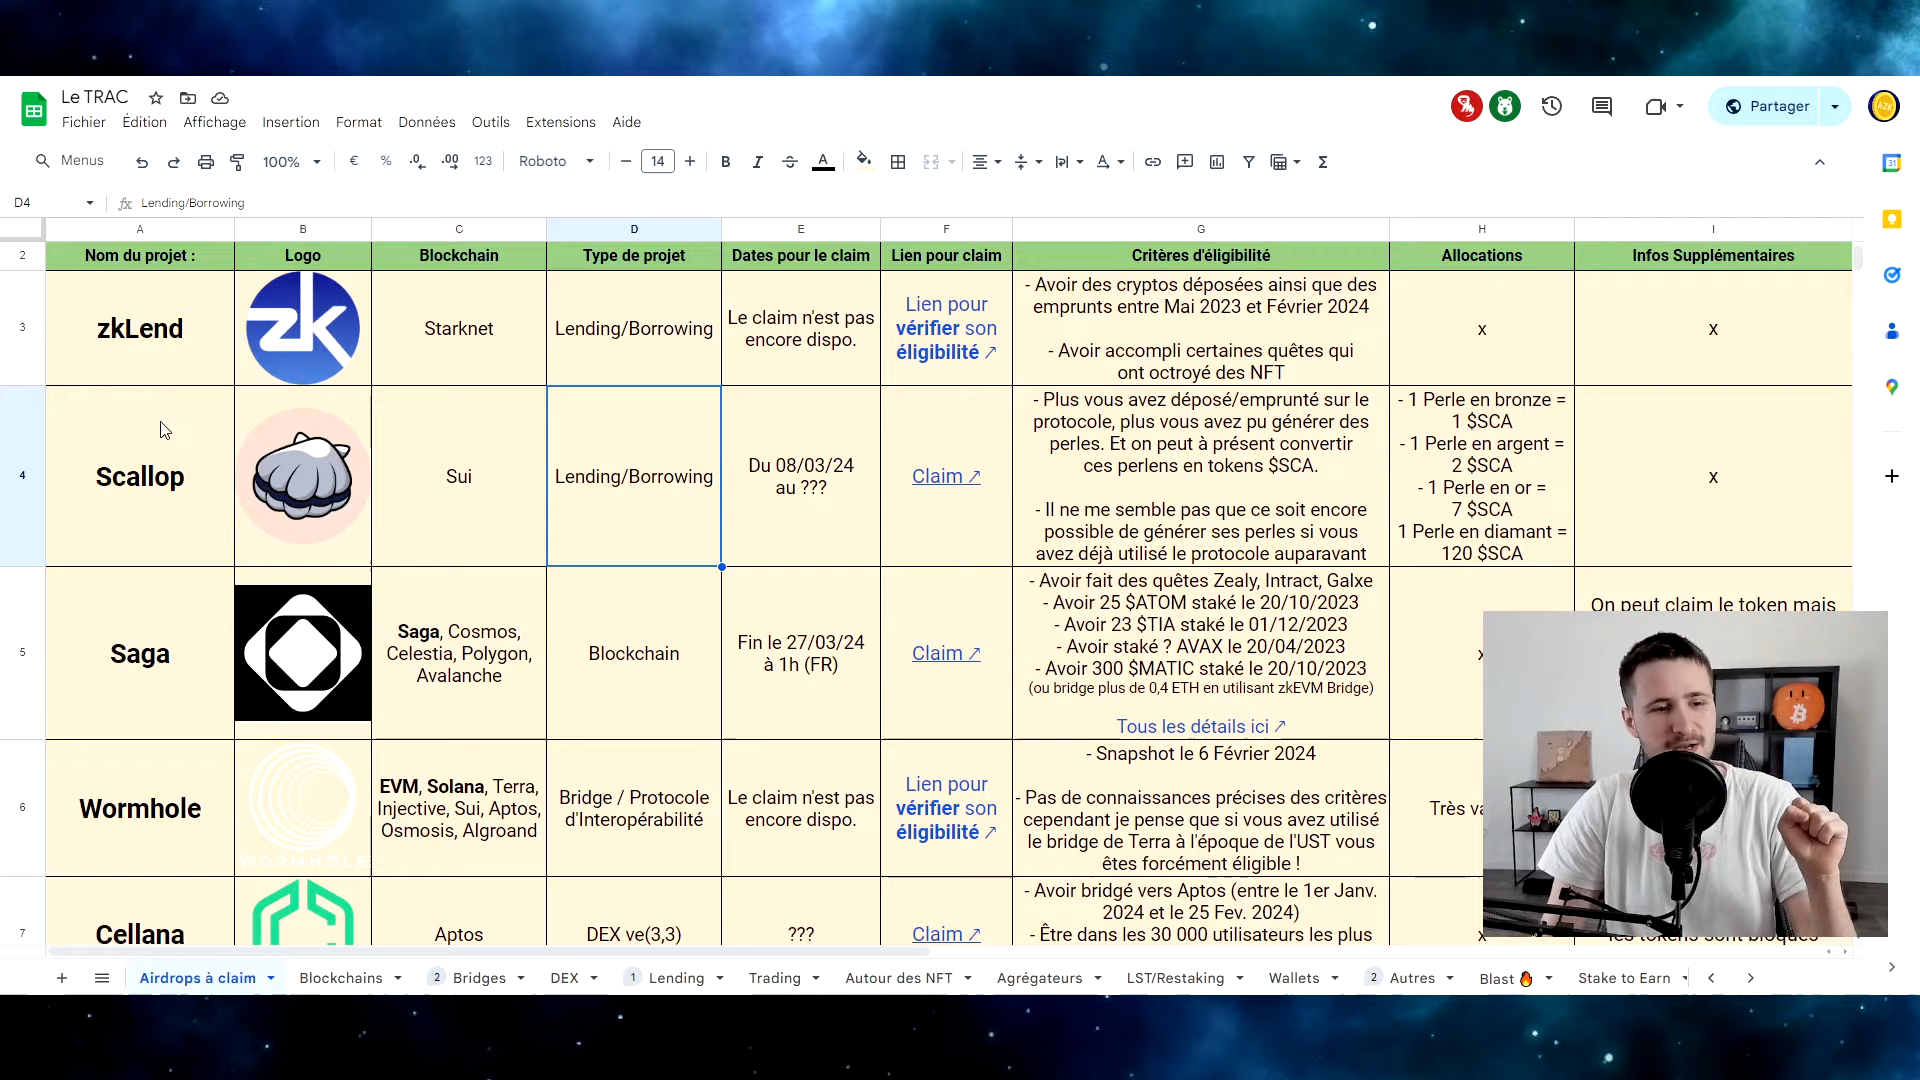 Le TRAC
Fichier Édition Affichage Insertion Format Données Outils Extensions Aide
Partager
Menus 100% € % .0 .00 123 Roboto 14 B I S A
D4 fx Lending/Borrowing
A B C D E F G H I
2 Nom du projet : Logo Blockchain Type de projet Dates pour le claim Lien pour claim Critères d'éligibilité Allocations Infos Supplémentaires
3
zkLend
zk
Starknet
Lending/Borrowing
Le claim n'est pas
encore dispo.
Lien pour
vérifier son
éligibilité ↗
- Avoir des cryptos déposées ainsi que des
emprunts entre Mai 2023 et Février 2024
- Avoir accompli certaines quêtes qui
ont octroyé des NFT
x
x
4
Scallop
Sui
Lending/Borrowing
Du 08/03/24
au ???
Claim ↗
- Plus vous avez déposé/emprunté sur le
protocole, plus vous avez pu générer des
perles. Et on peut à présent convertir
ces perlens en tokens $SCA.
- Il ne me semble pas que ce soit encore
possible de générer ses perles si vous
avez déjà utilisé le protocole auparavant
- 1 Perle en bronze =
1 $SCA
- 1 Perle en argent =
2 $SCA
- 1 Perle en or =
7 $SCA
1 Perle en diamant =
120 $SCA
x
5
Saga
Saga, Cosmos,
Celestia, Polygon,
Avalanche
Blockchain
Fin le 27/03/24
à 1h (FR)
Claim ↗
- Avoir fait des quêtes Zealy, Intract, Galxe
- Avoir 25 $ATOM staké le 20/10/2023
- Avoir 23 $TIA staké le 01/12/2023
- Avoir staké ? AVAX le 20/04/2023
- Avoir 300 $MATIC staké le 20/10/2023
(ou bridge plus de 0,4 ETH en utilisant zkEVM Bridge)
Tous les détails ici ↗
On peut claim le token mais
6
Wormhole
WORMHOLE
EVM, Solana, Terra,
Injective, Sui, Aptos,
Osmosis, Algroand
Bridge / Protocole
d'Interopérabilité
Le claim n'est pas
encore dispo.
Lien pour
vérifier son
éligibilité ↗
- Snapshot le 6 Février 2024
- Pas de connaissances précises des critères
cependant je pense que si vous avez utilisé
le bridge de Terra à l'époque de l'UST vous
êtes forcément éligible !
Très
7
Cellana
Aptos
DEX ve(3,3)
???
Claim ↗
- Avoir bridgé vers Aptos (entre le 1er Janv.
2024 et le 25 Fev. 2024)
- Être dans les 30 000 utilisateurs les plus
x
Airdrops à claim Blockchains 2 Bridges DEX 1 Lending Trading Autour des NFT Agrégateurs LST/Restaking Wallets 2 Autres Blast 🔥 Stake to Earn